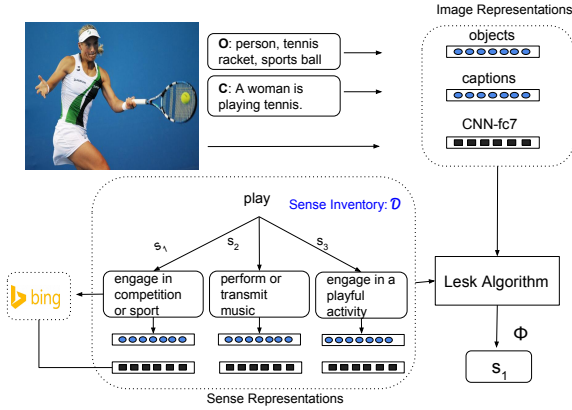 Image Representations
O: person, tennis
racket, sports ball
objects
captions
C: A woman is
playing tennis.
CNN-fc7
play
Sense Inventory: D
s1
s2
s3
engage in
competition
or sport
perform or
transmit
music
engage in a
playful
activity
bing
Lesk Algorithm
Φ
s1
Sense Representations